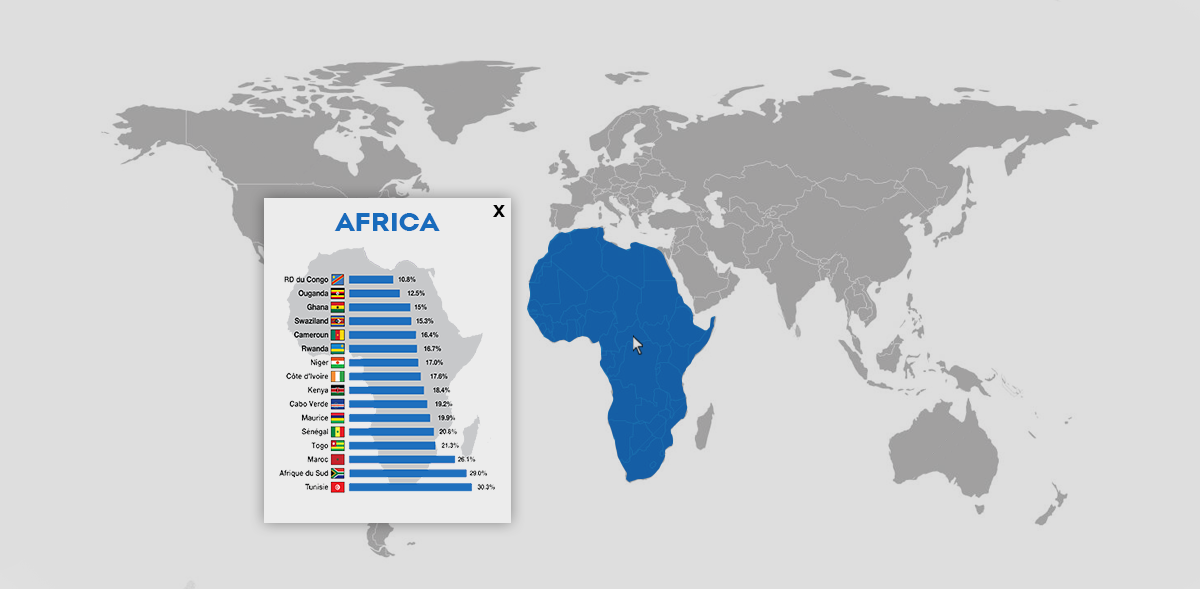 X
AFRICA
RD du Congo 10.8%
Ouganda 12.5%
Ghana 15%
Swaziland 15.3%
Cameroun 16.4%
Rwanda 16.7%
Niger 17.0%
Côte d'Ivoire 17.6%
Kenya 18.4%
Cabo Verde 19.2%
Maurice 19.9%
Sénégal 20.6%
Togo 21.3%
Maroc 26.1%
Afrique du Sud 29.0%
Tunisie 30.3%